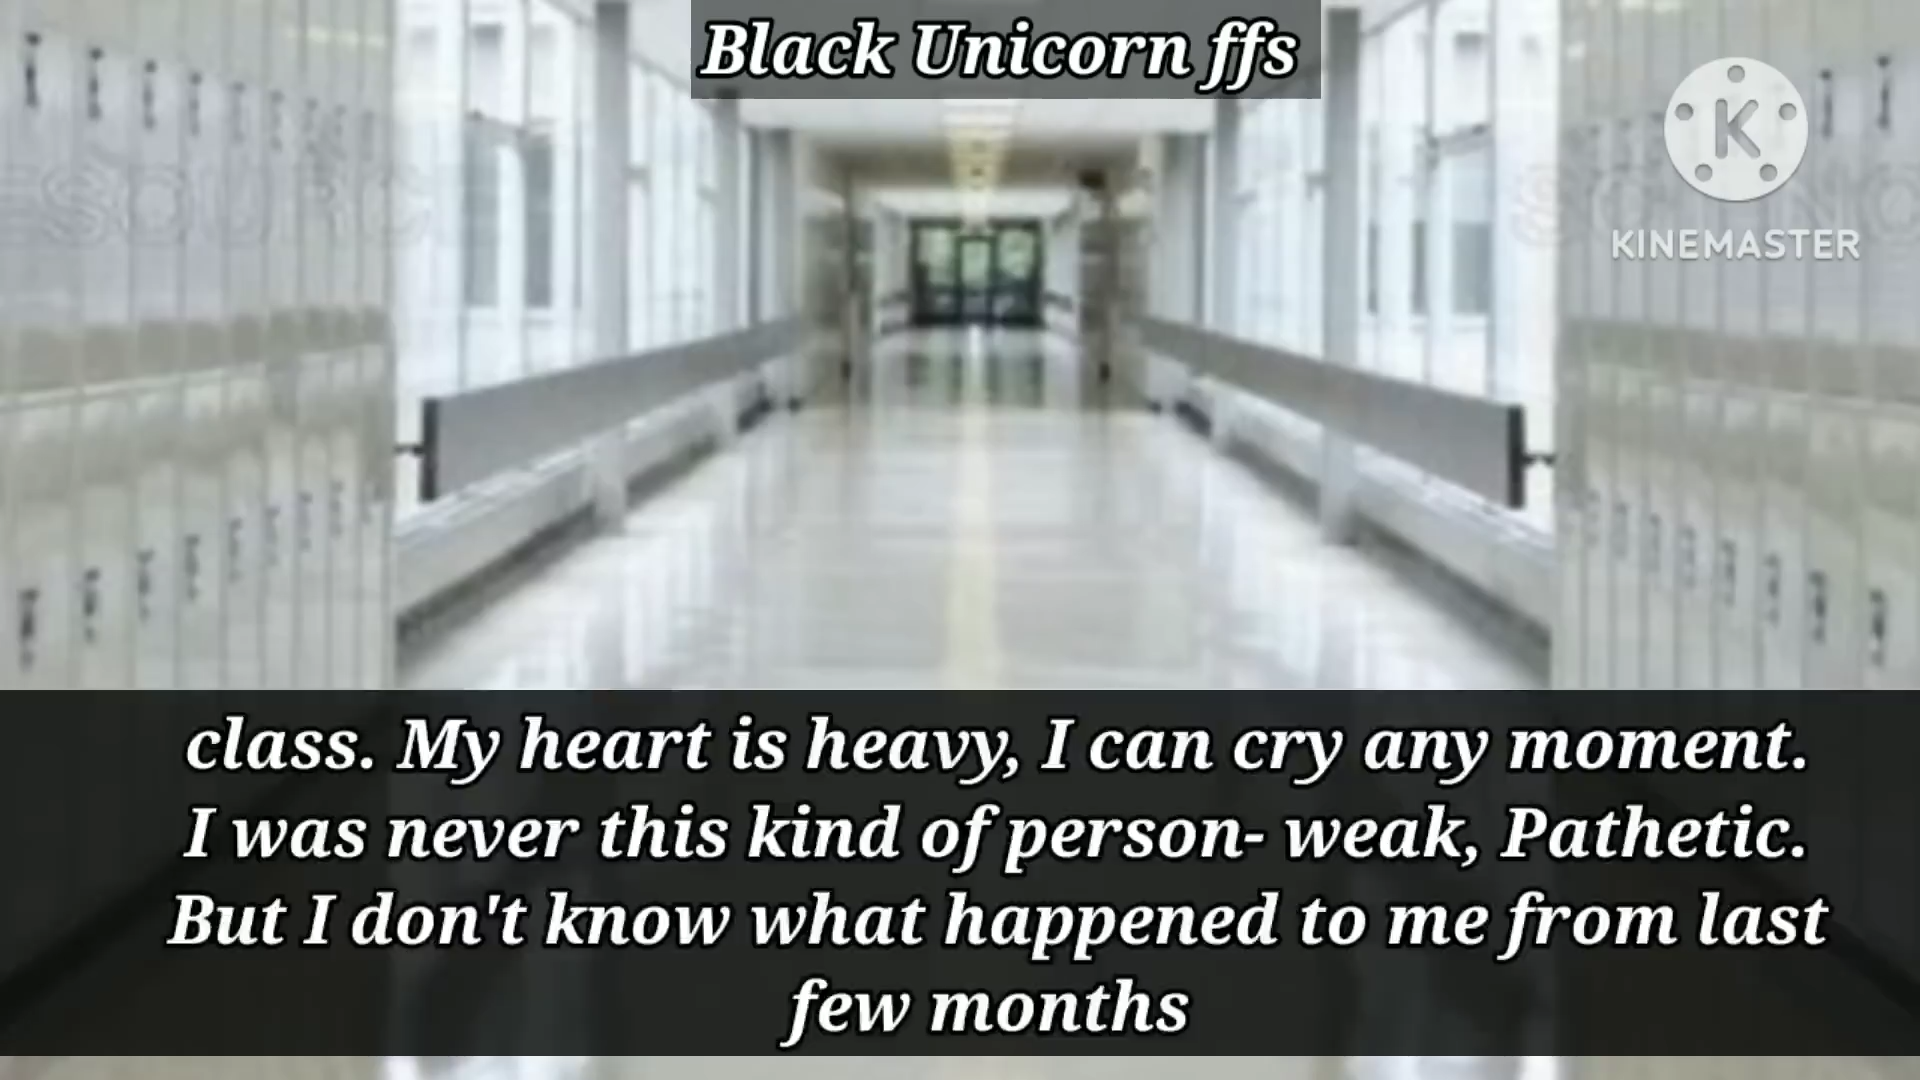 Black Unicorn ffs
K
KINEMASTER
class. My heart is heavy, I can cry any moment.
I was never this kind of person- weak, Pathetic.
But I don't know what happened to me from last
few months